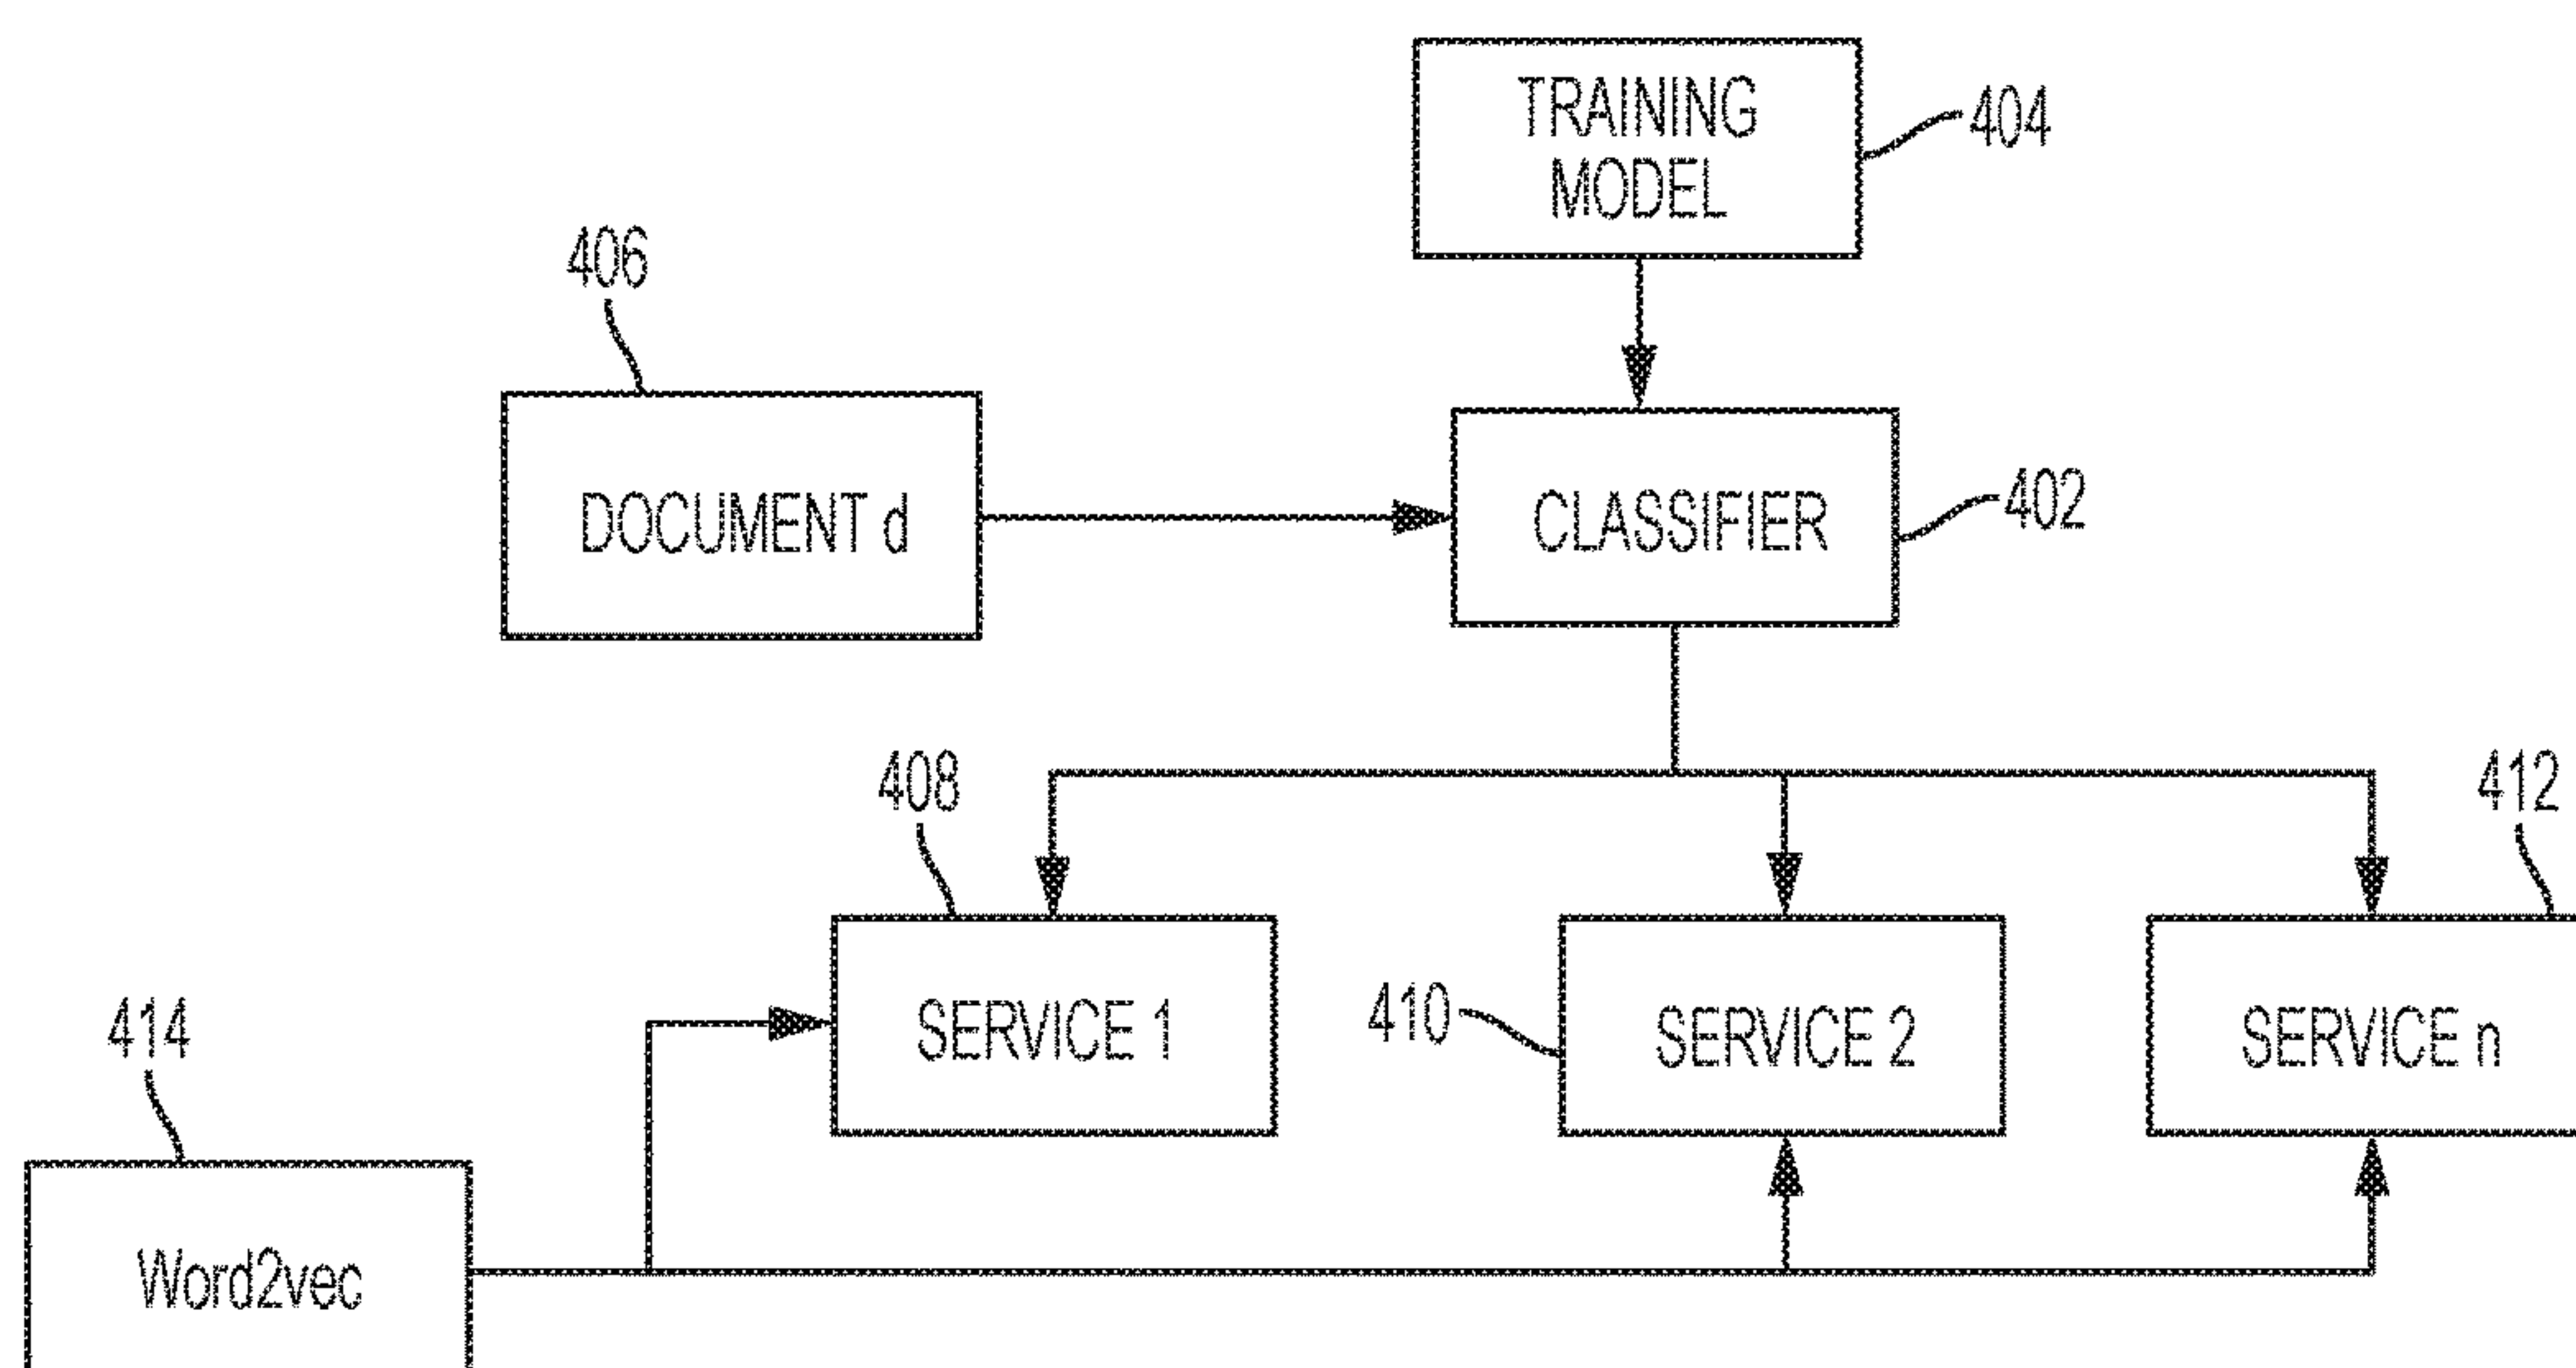 TRAINING
MODEL
404
406
DOCUMENT d
CLASSIFIER
402
408
412
SERVICE 1
410
SERVICE 2
SERVICE n
414
Word2vec